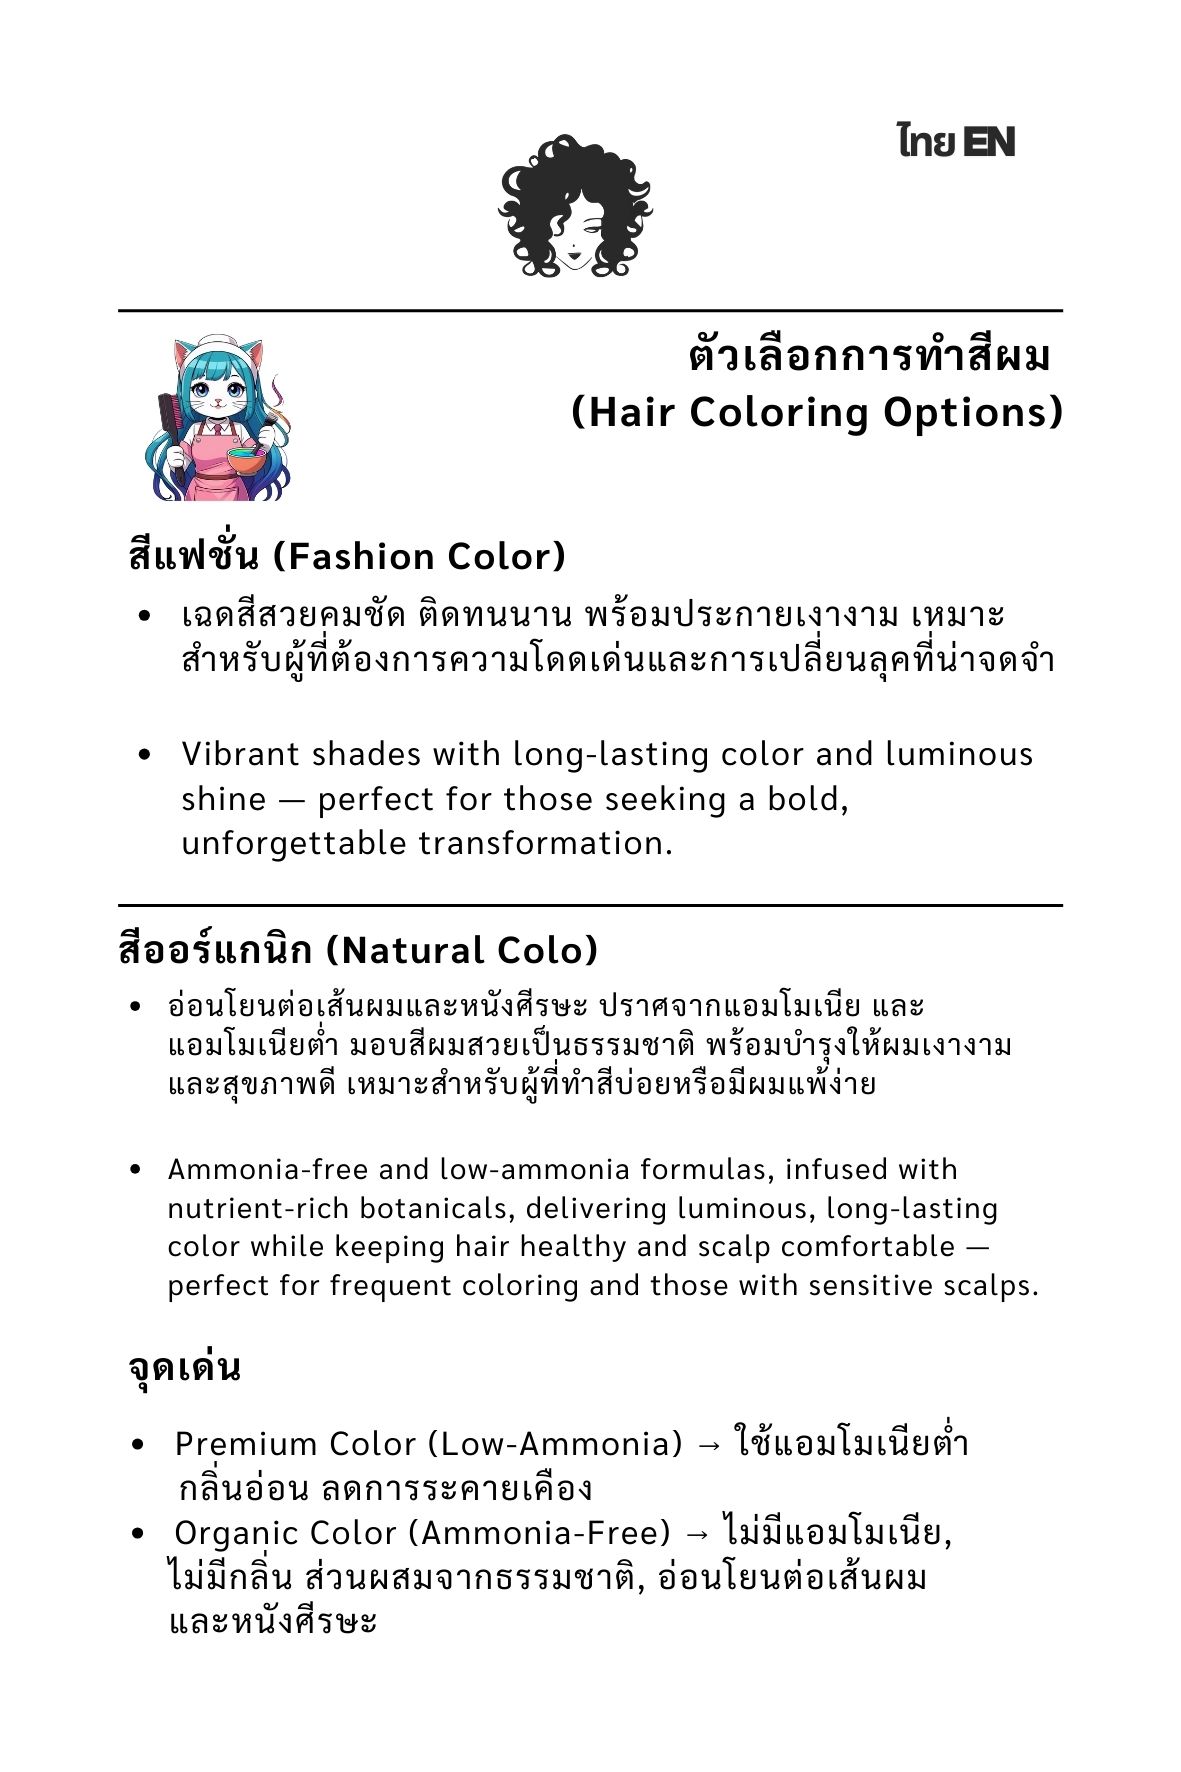 ไทย EN
ตัวเลือกการทำสีผม
(Hair Coloring Options)
สีแฟชั่น (Fashion Color)
• เฉดสีสวยคมชัด ติดทนนาน พร้อมประกายเงางาม เหมาะ
สำหรับผู้ที่ต้องการความโดดเด่นและการเปลี่ยนลุคที่น่าจดจำ
• Vibrant shades with long-lasting color and luminous
shine — perfect for those seeking a bold,
unforgettable transformation.
สีออร์แกนิก (Natural Colo)
• อ่อนโยนต่อเส้นผมและหนังศีรษะ ปราศจากแอมโมเนีย และ
แอมโมเนียต่ำ มอบสีผมสวยเป็นธรรมชาติ พร้อมบำรุงให้ผมเงางาม
และสุขภาพดี เหมาะสำหรับผู้ที่ทำสีบ่อยหรือมีผมแพ้ง่าย
• Ammonia-free and low-ammonia formulas, infused with
nutrient-rich botanicals, delivering luminous, long-lasting
color while keeping hair healthy and scalp comfortable —
perfect for frequent coloring and those with sensitive scalps.
จุดเด่น
• Premium Color (Low-Ammonia) → ใช้แอมโมเนียต่ำ
กลิ่นอ่อน ลดการระคายเคือง
• Organic Color (Ammonia-Free) → ไม่มีแอมโมเนีย,
ไม่มีกลิ่น ส่วนผสมจากธรรมชาติ, อ่อนโยนต่อเส้นผม
และหนังศีรษะ